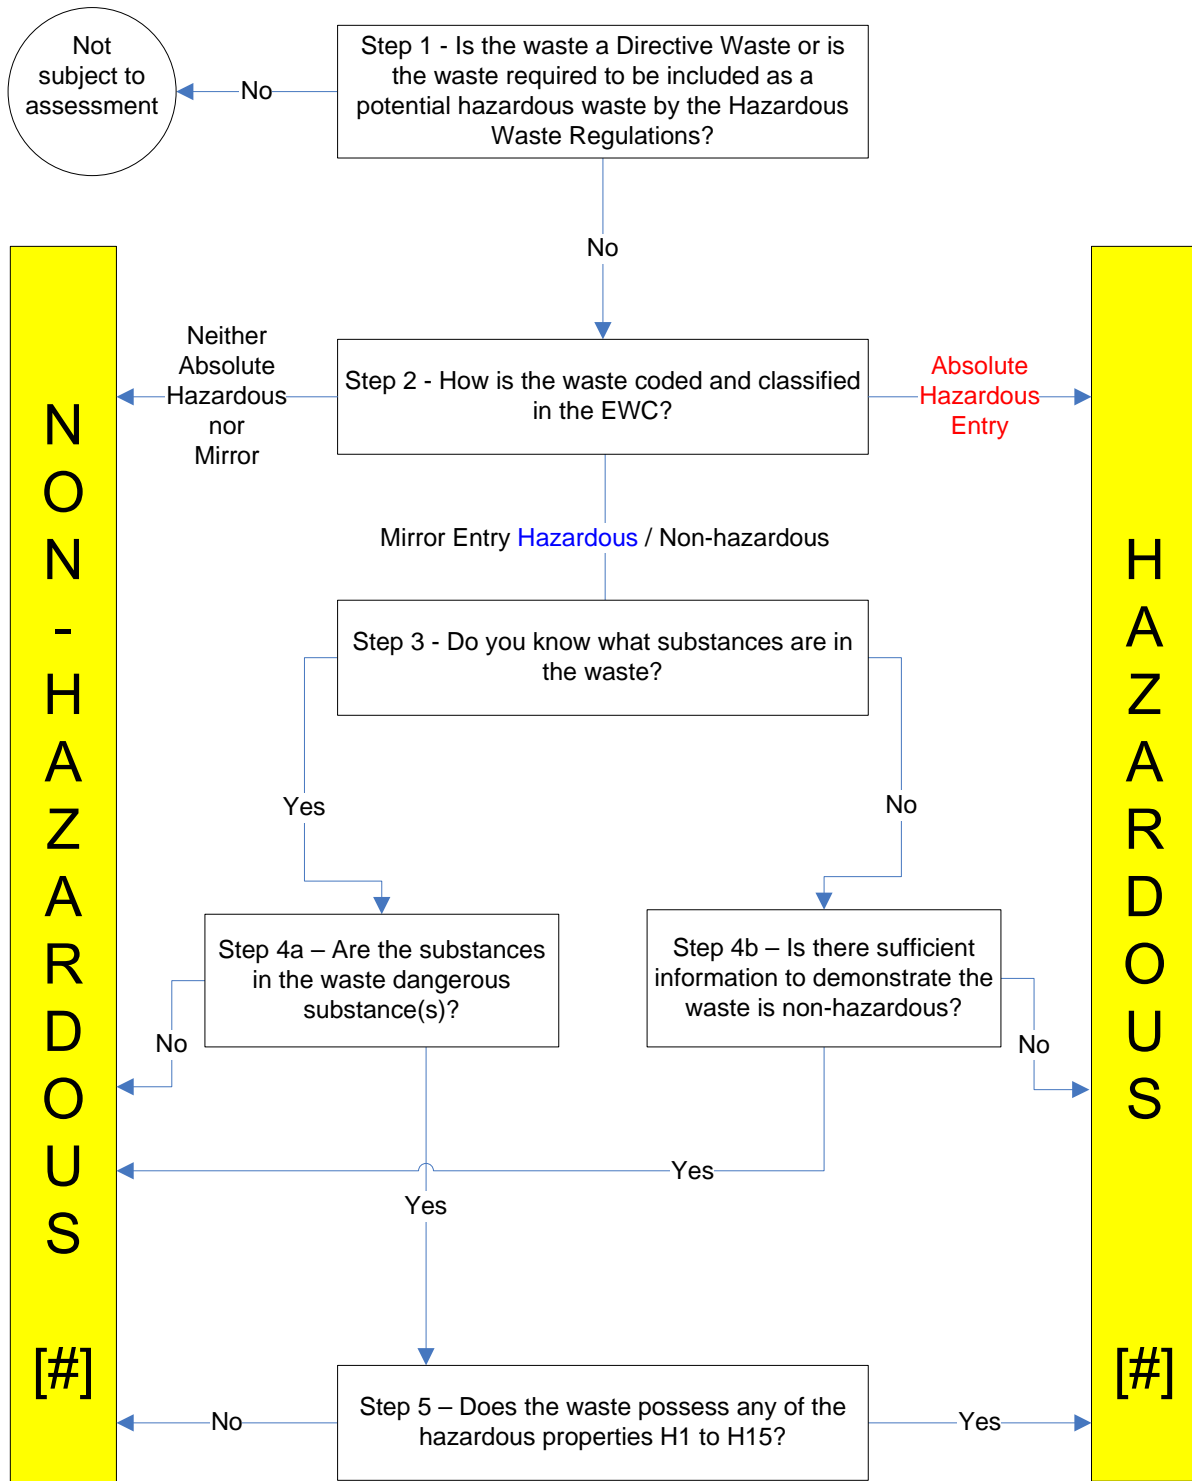 Not
subject to
assessment
No
Step 1 - Is the waste a Directive Waste or is
the waste required to be included as a
potential hazardous waste by the Hazardous
Waste Regulations?
No
Neither
Absolute
Hazardous
nor
Mirror
Step 2 - How is the waste coded and classified
in the EWC?
Absolute
Hazardous
Entry
Mirror Entry Hazardous / Non-hazardous
Step 3 - Do you know what substances are in
the waste?
Yes
No
Step 4a – Are the substances
in the waste dangerous
substance(s)?
No
Yes
Step 4b – Is there sufficient
information to demonstrate the
waste is non-hazardous?
No
Yes
Step 5 – Does the waste possess any of the
hazardous properties H1 to H15?
No
Yes
N
O
N
-
H
A
Z
A
R
D
O
U
S
[#]
H
A
Z
A
R
D
O
U
S
[#]